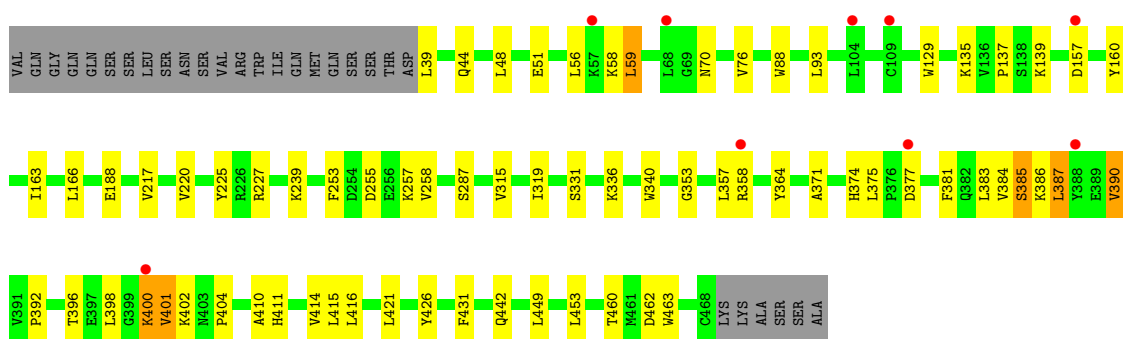 VAL GLN GLY GLN GLN SER SER LEU SER ASN SER VAL ARG TRP ILE GLN MET GLN SER SER THR ASP L39 Q44 L48 E51 L56 K57 K58 L59 L68 G69 N70 V76 W88 L93 L104 C109 W129 K135 V136 P137 S138 K139 D157 Y160
I163 L166 E188 V217 V220 Y225 R226 R227 K239 F253 D254 D255 E256 K257 V258 S287 V315 I319 S331 K336 W340 G353 L357 R358 Y364 A371 H374 L375 P376 D377 F381 Q382 L383 V384 S385 K386 L387 Y388 E389 V390
V391 P392 T396 E397 L398 G399 K400 V401 K402 N403 P404 A410 H411 V414 L415 L416 L421 Y426 F431 Q442 L449 L453 T460 M461 D462 W463 C468 LYS LYS ALA SER SER ALA